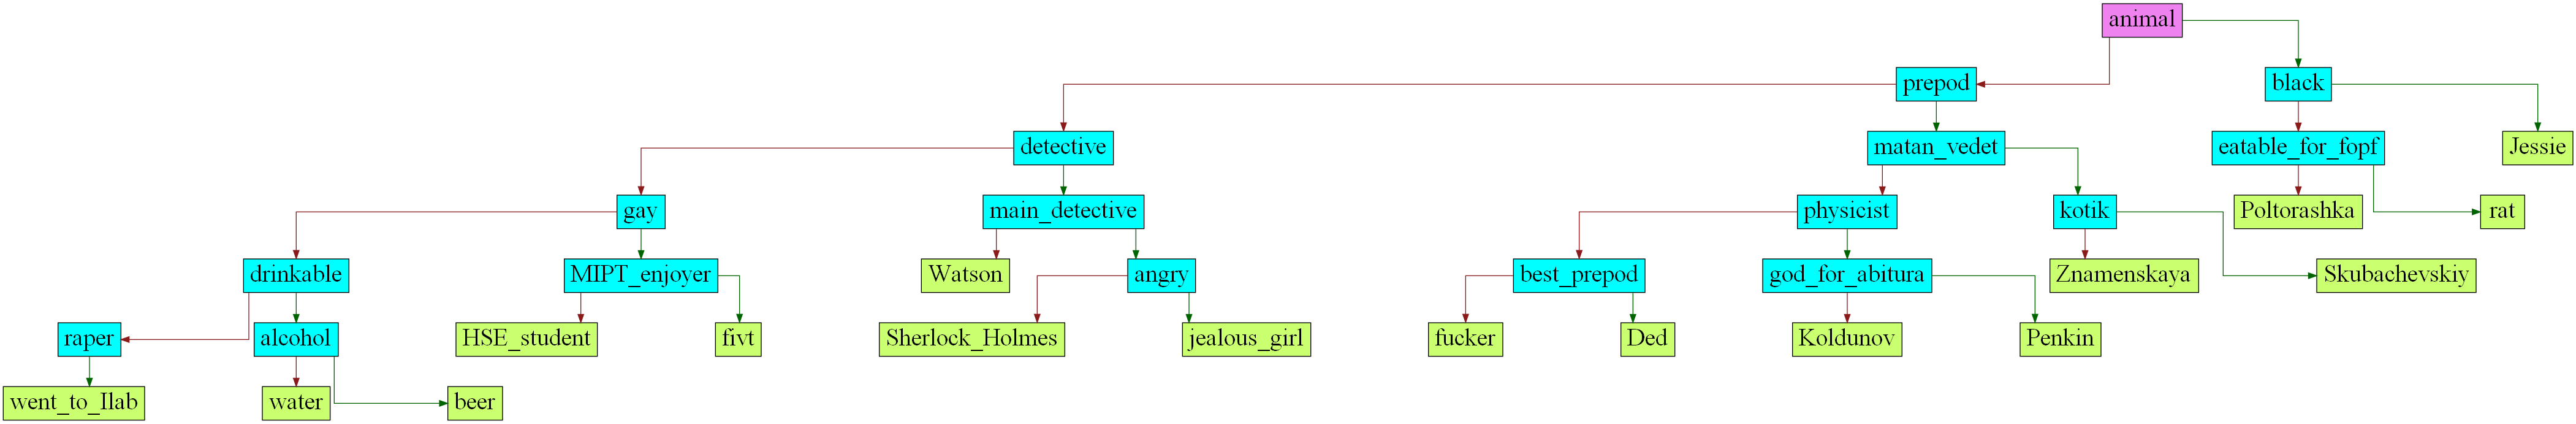 animal
prepod
black
detective
matan_vedet
eatable_for_fopf
Jessie
gay
main_detective
physicist
kotik
Poltorashka
rat
drinkable
MIPT_enjoyer
Watson
angry
best_prepod
god_for_abitura
Znamenskaya
Skubachevskiy
raper
alcohol
HSE_student
fivt
Sherlock_Holmes
jealous_girl
fucker
Ded
Koldunov
Penkin
went_to_Ilab
water
beer